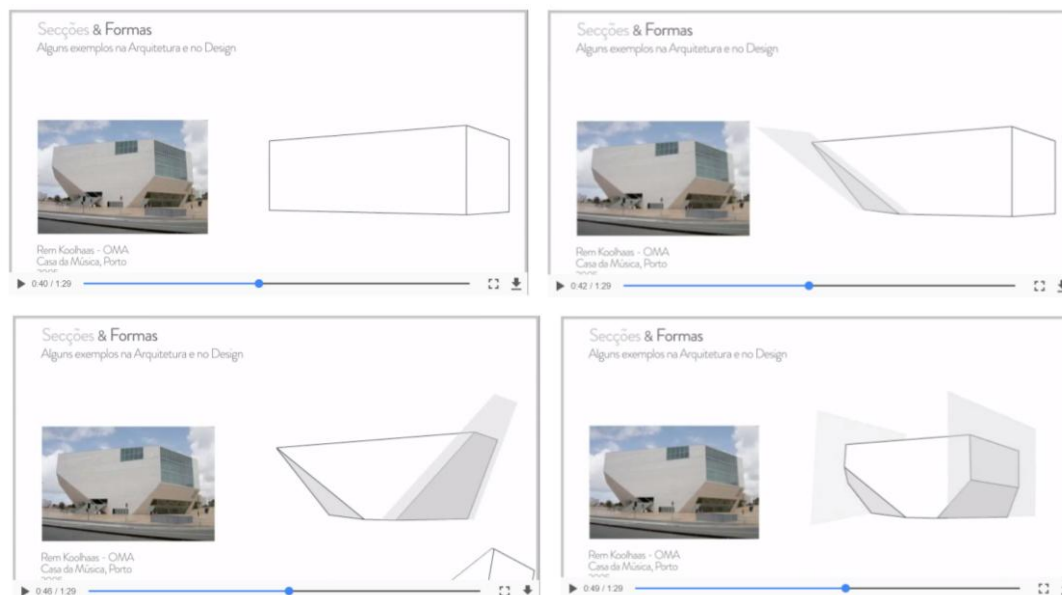 Secções & Formas
Alguns exemplos na Arquitetura e no Design
Rem Koolhaas - OMA
Casa da Música, Porto
2005
0:40 / 1:29
Secções & Formas
Alguns exemplos na Arquitetura e no Design
Rem Koolhaas - OMA
Casa da Música, Porto
0:42 / 1:29
Secções & Formas
Alguns exemplos na Arquitetura e no Design
Rem Koolhaas - OMA
Casa da Música, Porto
2005
0:46 / 1:29
Secções & Formas
Alguns exemplos na Arquitetura e no Design
Rem Koolhaas - OMA
Casa da Música, Porto
0:49 / 1:29